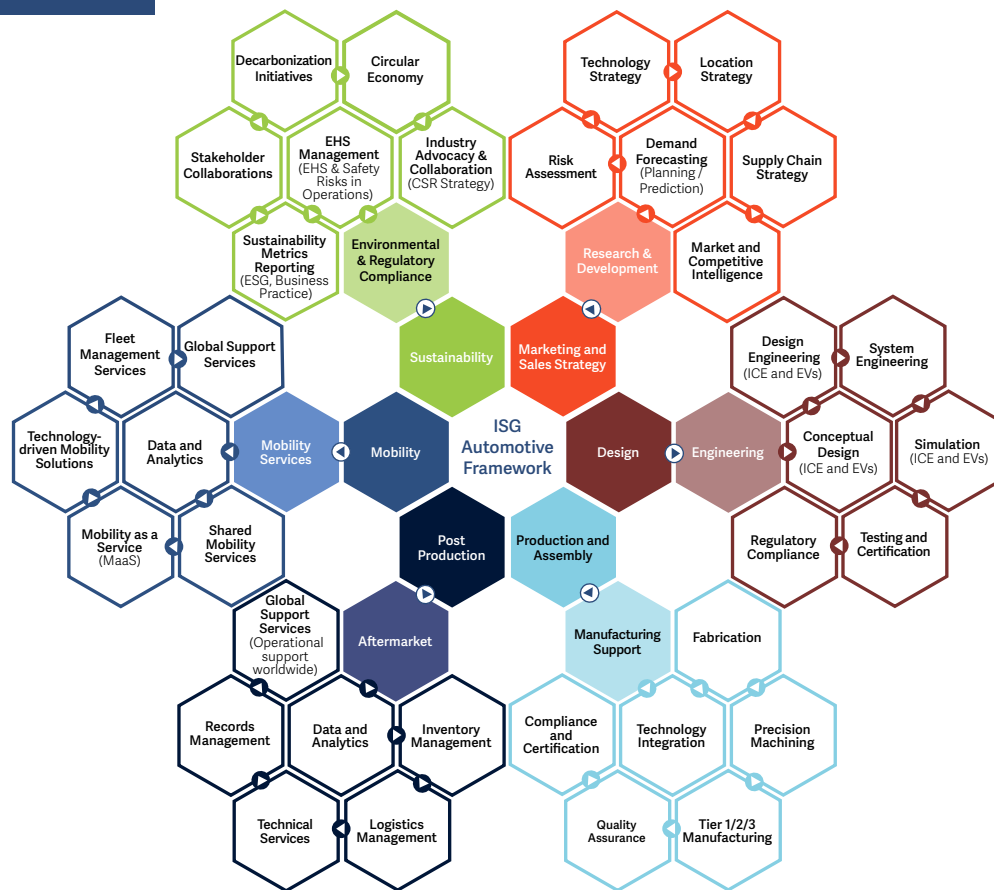 Decarbonization
Initiatives
Circular
Economy
Stakeholder
Collaborations
EHS
Management
(EHS & Safety
Risks in
Operations)
Industry
Advocacy &
Collaboration
(CSR Strategy)
Sustainability
Metrics
Reporting
(ESG, Business
Practice)
Environmental
& Regulatory
Compliance
Sustainability
Technology
Strategy
Location
Strategy
Risk
Assessment
Demand
Forecasting
(Planning /
Prediction)
Supply Chain
Strategy
Research &
Development
Market and
Competitive
Intelligence
Marketing and
Sales Strategy
Fleet
Management
Services
Global Support
Services
Technology-
driven Mobility
Solutions
Data and
Analytics
Mobility
Services
Mobility
Mobility as a
Service
(MaaS)
Shared
Mobility
Services
ISG
Automotive
Framework
Design
Engineering
Design
Engineering
(ICE and EVs)
System
Engineering
Conceptual
Design
(ICE and EVs)
Simulation
(ICE and EVs)
Regulatory
Compliance
Testing and
Certification
Post
Production
Production and
Assembly
Global
Support
Services
(Operational
support
worldwide)
Aftermarket
Records
Management
Data and
Analytics
Inventory
Management
Technical
Services
Logistics
Management
Manufacturing
Support
Fabrication
Compliance
and
Certification
Technology
Integration
Precision
Machining
Quality
Assurance
Tier 1/2/3
Manufacturing